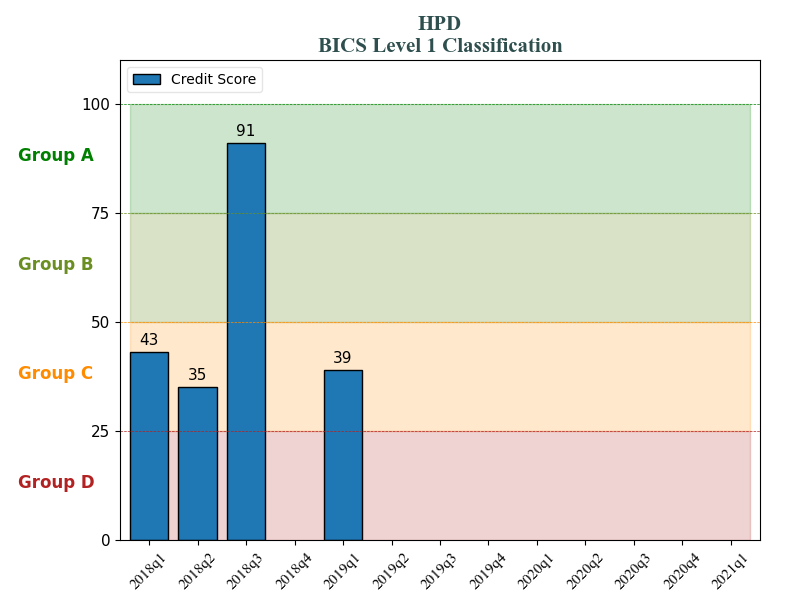 HPD
BICS Level 1 Classification
Credit Score
100
Group A
91
75
Group B
50
43
39
35
Group C
25
Group D
0
2018q1 2018q2 2018q3 2018q4 2019q1 2019q2 2019q3 2019q4 2020q1 2020q2 2020q3 2020q4 2021q1